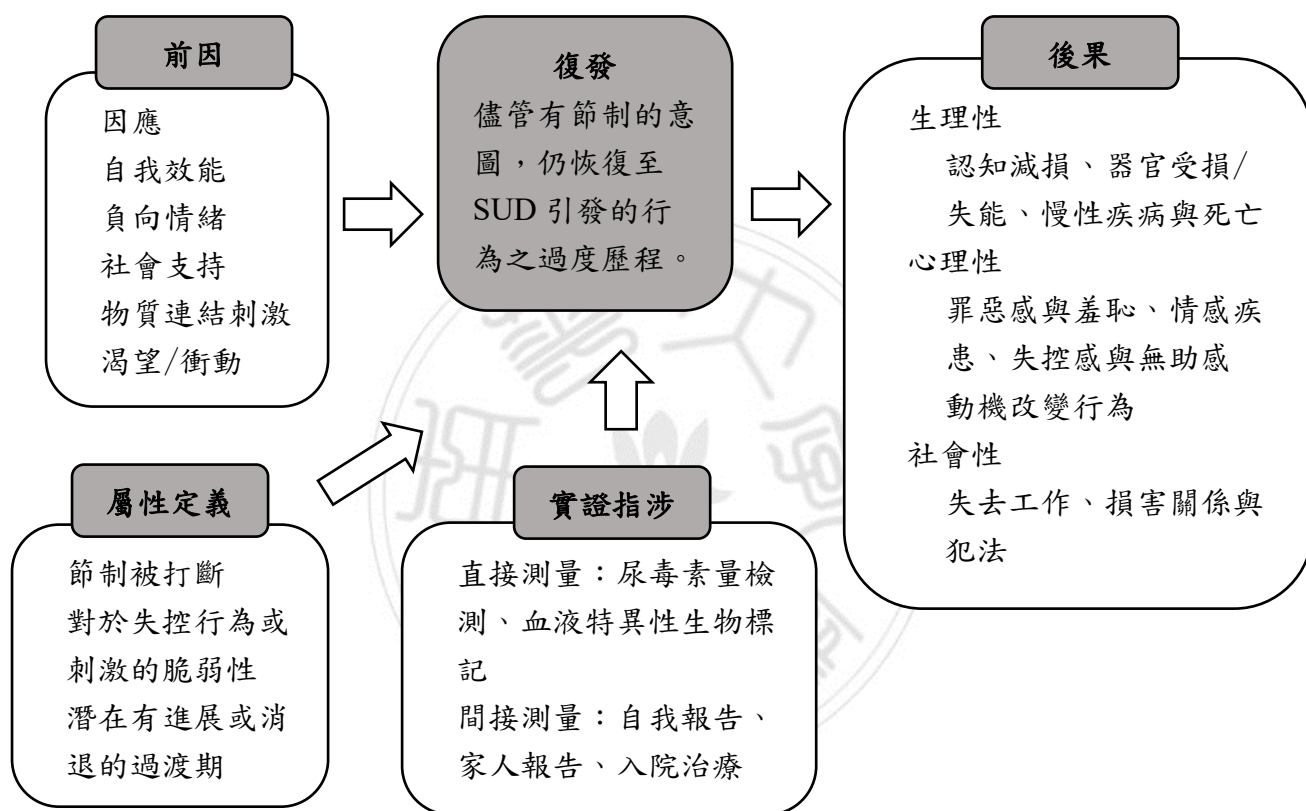 前因
因應
自我效能
負向情緒
社會支持
物質連結刺激
渴望/衝動
復發
儘管有節制的意
圖，仍恢復至
SUD 引發的行
為之過度歷程。
後果
生理性
認知減損、器官受損/
失能、慢性疾病與死亡
心理性
罪惡感與羞恥、情感疾
患、失控感與無助感
動機改變行為
社會性
失去工作、損害關係與
犯法
屬性定義
節制被打斷
對於失控行為或
刺激的脆弱性
潛在有進展或消
退的過渡期
實證指涉
直接測量：尿毒素量檢
測、血液特異性生物標
記
間接測量：自我報告、
家人報告、入院治療